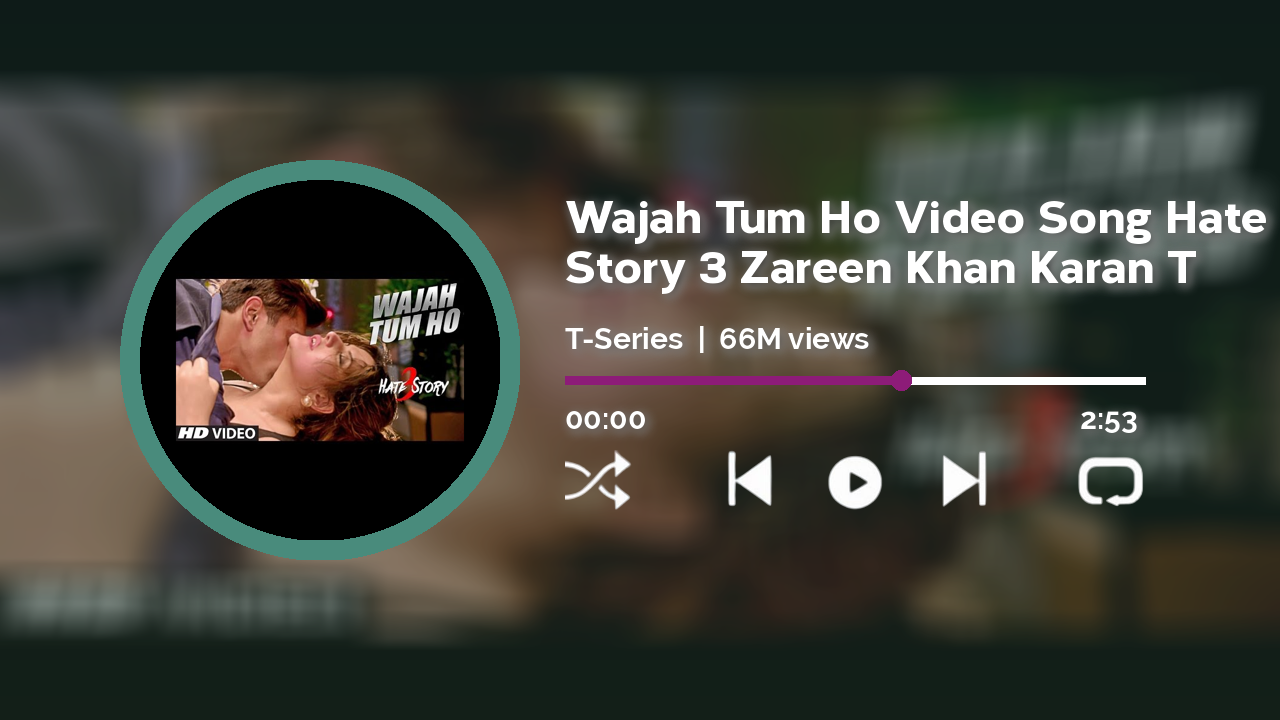 Wajah Tum Ho Video Song Hate
Story 3 Zareen Khan Karan T
T-Series | 66M views
00:00
2:53
WAJAH
TUM HO
HATE 3 STORY
HD VIDEO